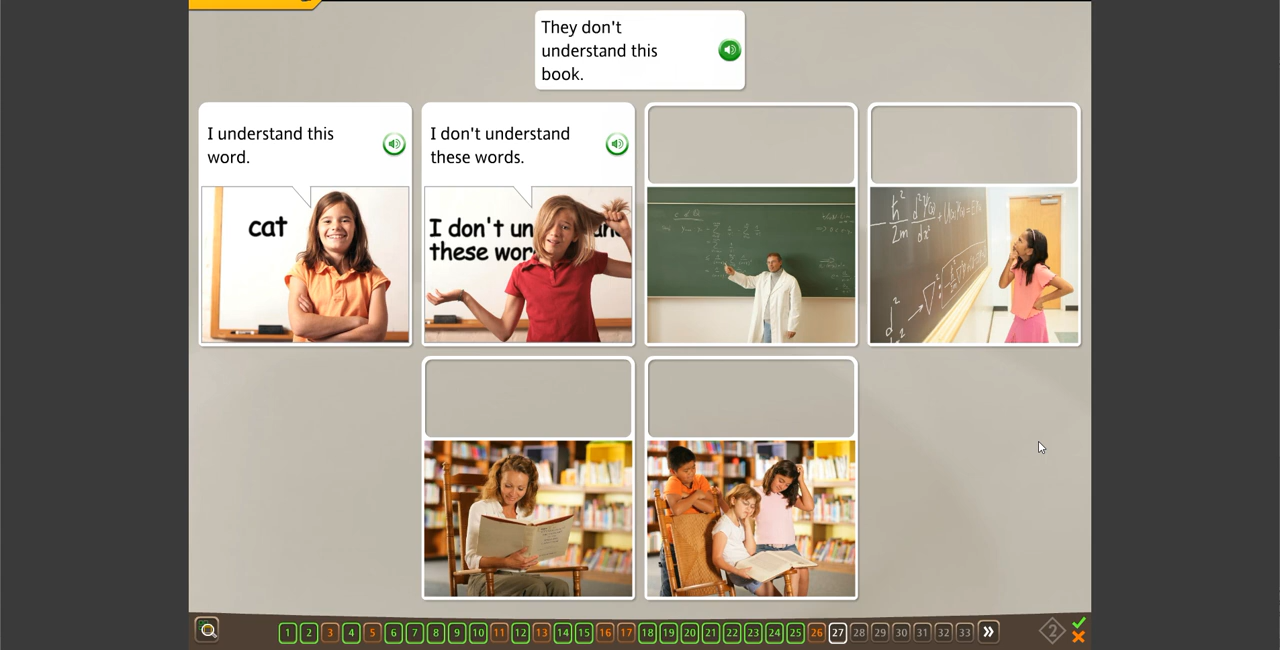 They don't
understand this
book.
I understand this
word.
I don't understand
these words.
cat
I don't un
these wor
1 2 3 4 5 6 7 8 9 10 11 12 13 14 15 16 17 18 19 20 21 22 23 24 25 26 27 28 29 30 31 32 33 »
2